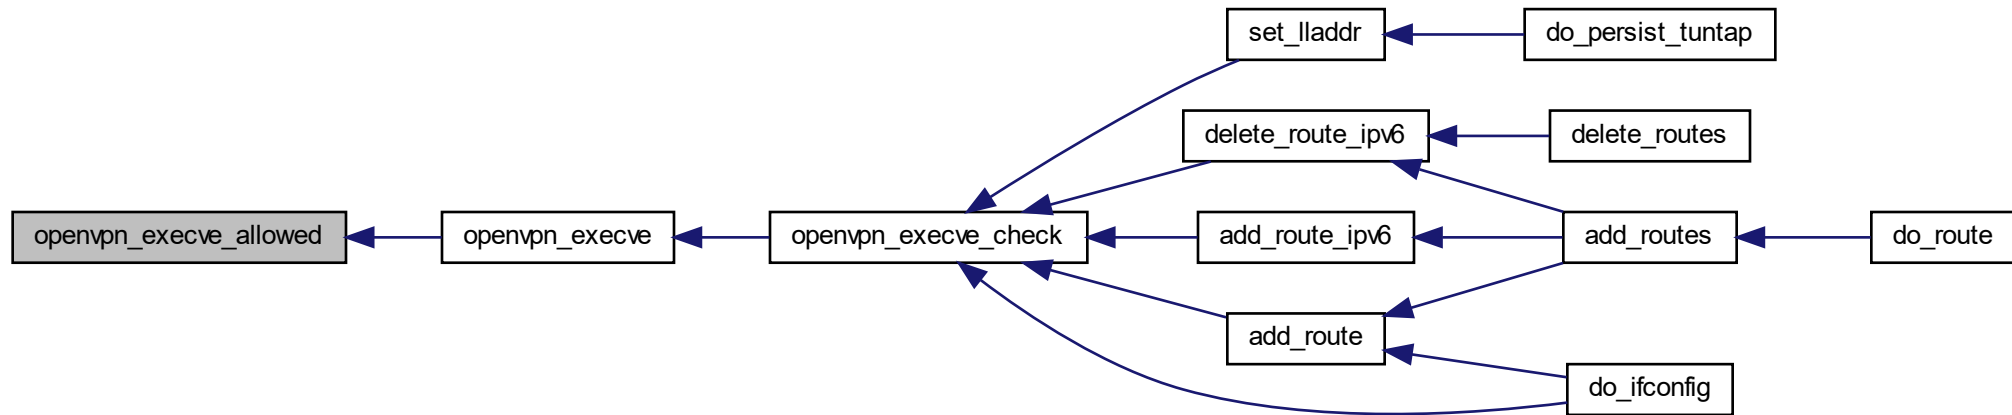 set_lladdr
do_persist_tuntap
delete_route_ipv6
delete_routes
openvpn_execve_allowed
openvpn_execve
openvpn_execve_check
add_route_ipv6
add_routes
do_route
add_route
do_ifconfig